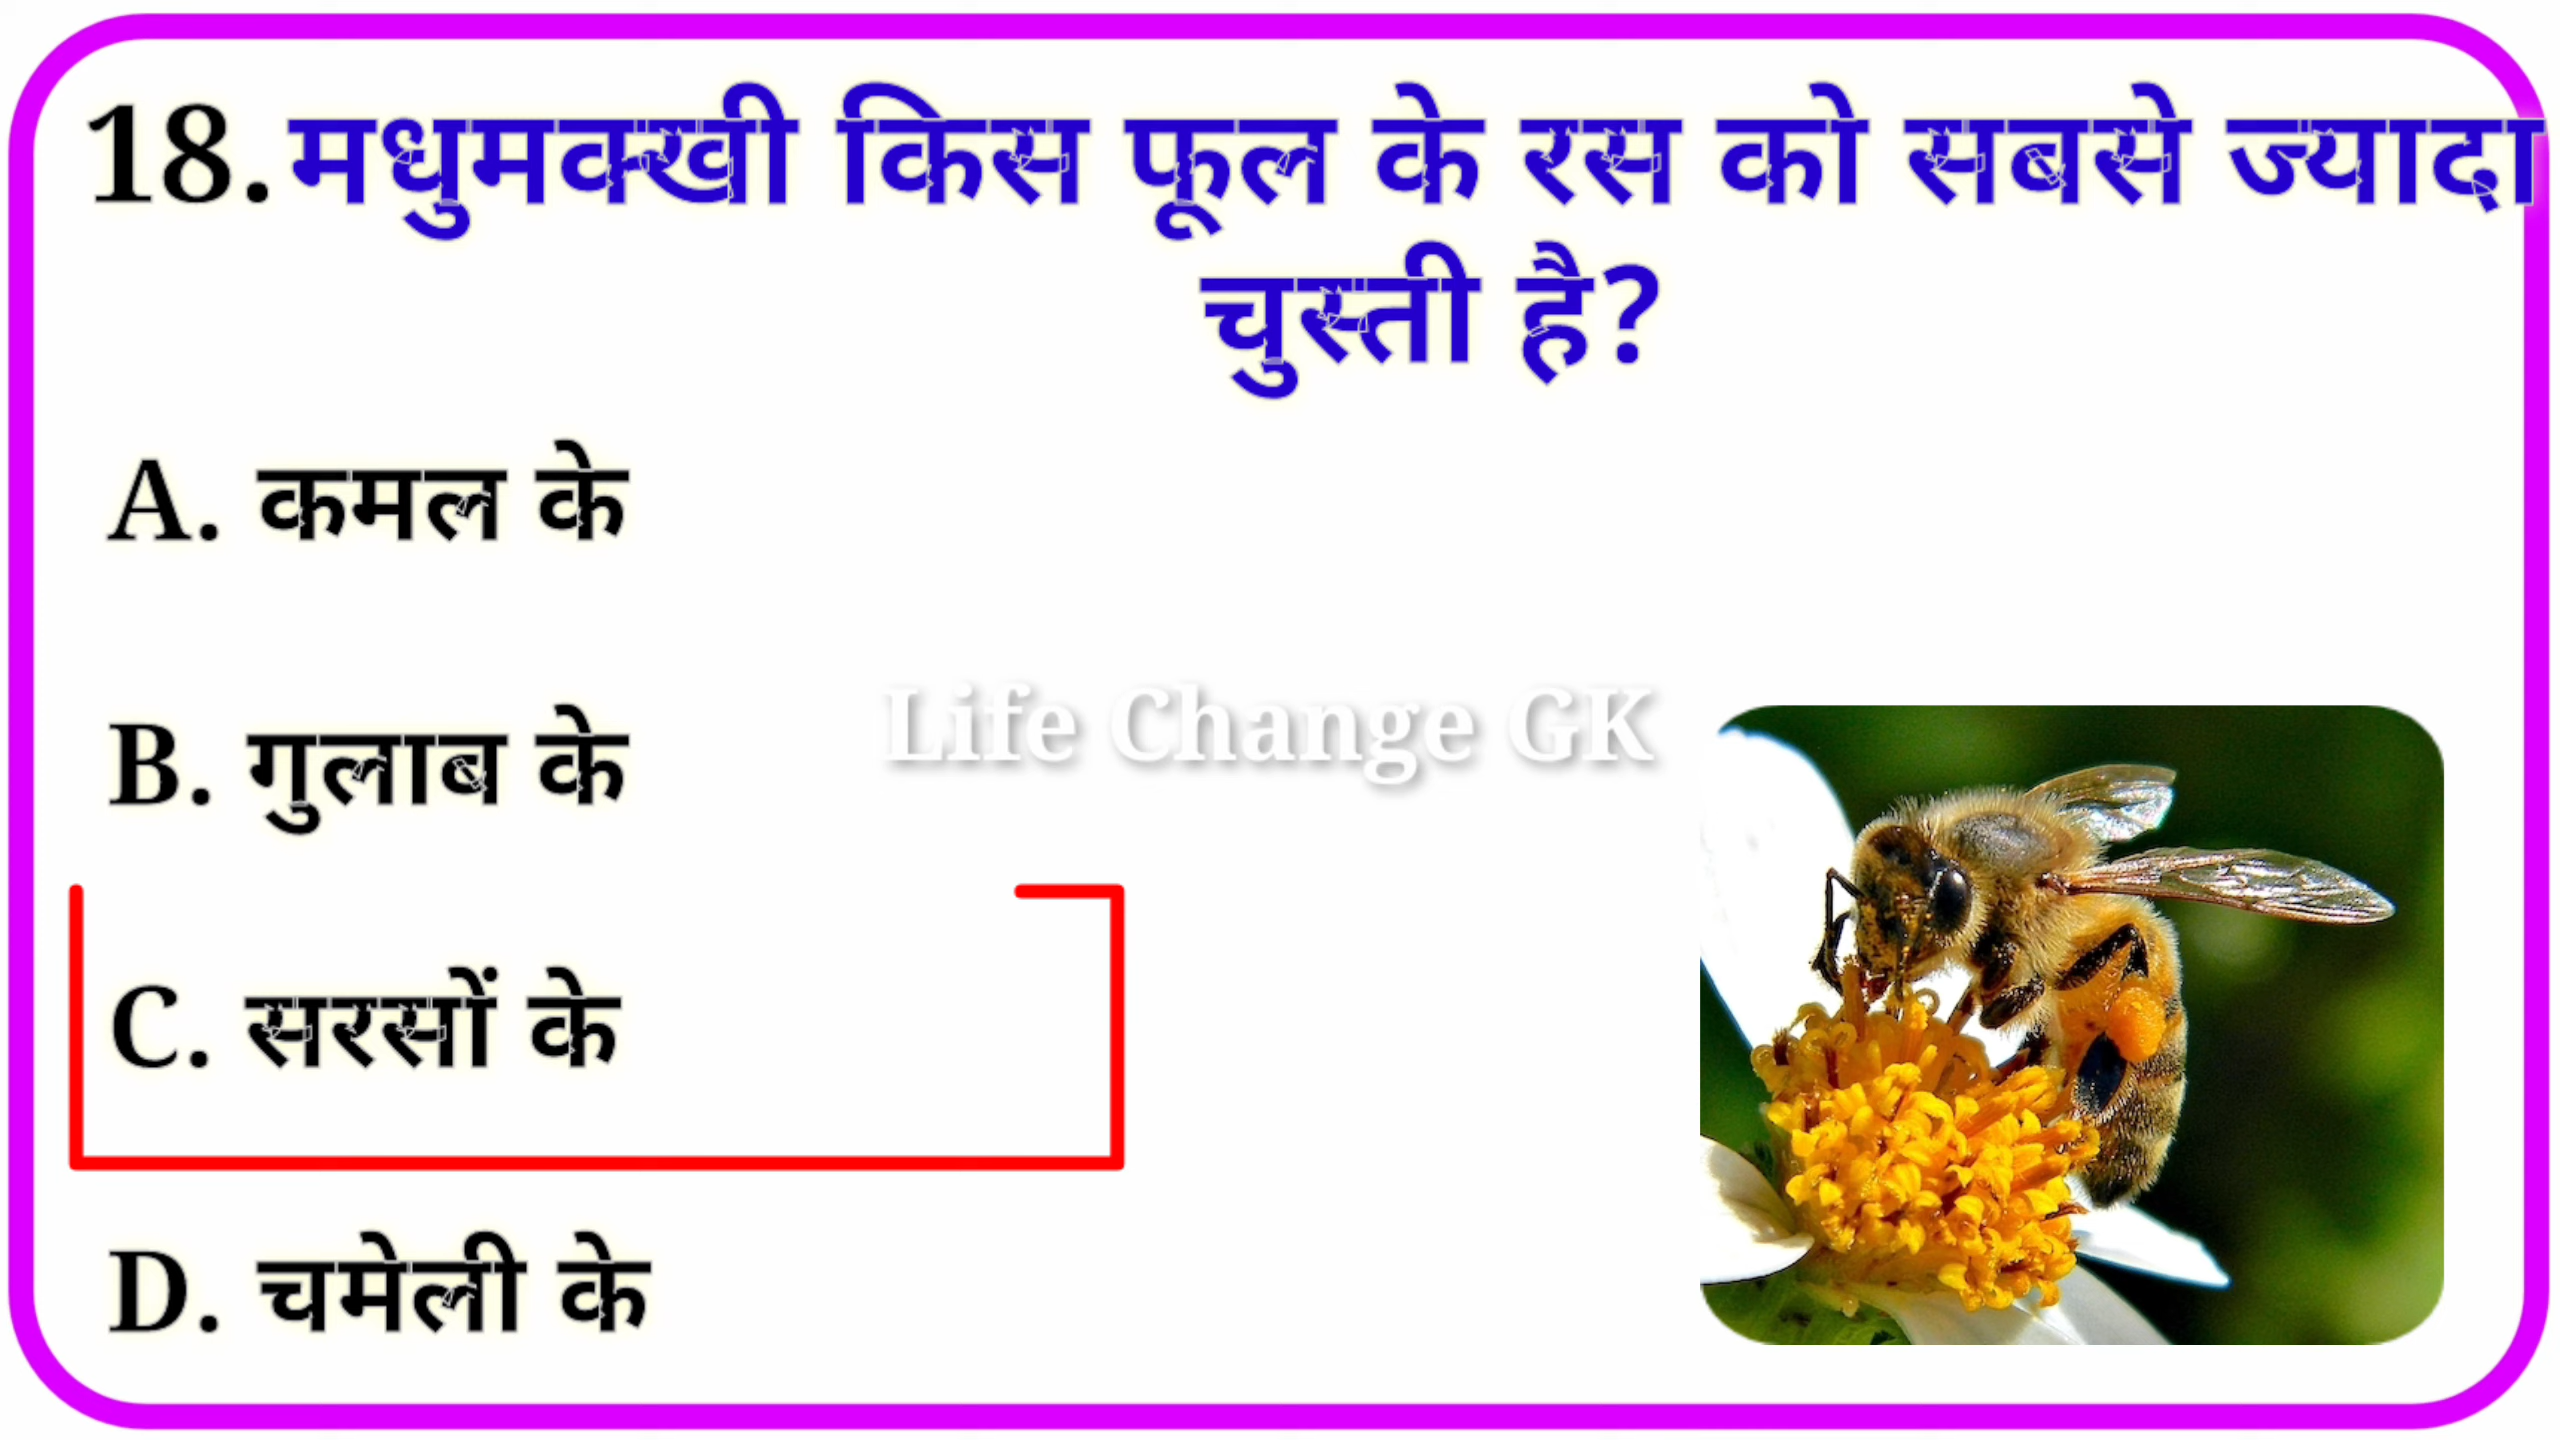 18. मधुमक्खी किस फूल के रस को सबसे ज्यादा
चुस्ती है?
A. कमल के
B. गुलाब के
Life Change GK
C. सरसों के
D. चमेली के